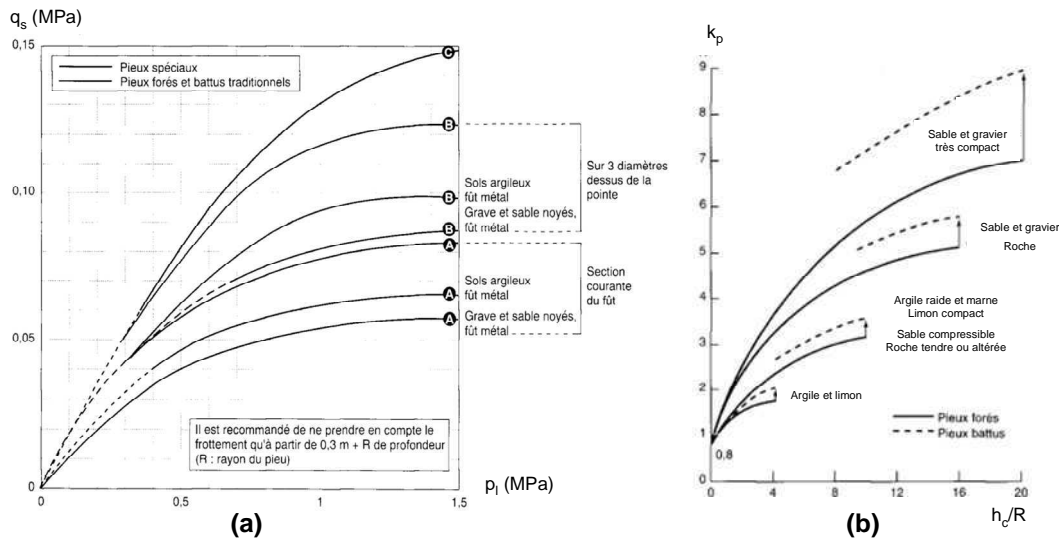 q_s (MPa)
0,15
Pieux spéciaux
Pieux forés et battus traditionnels
C
B
0,10
Sols argileux
fût métal
B
Grave et sable noyés,
fût métal
B
A
Sur 3 diamètres
dessus de la
pointe
Sols argileux
fût métal
A
Grave et sable noyés,
fût métal
A
Section
courante
du fût
0,05
Il est recommandé de ne prendre en compte le
frottement qu'à partir de 0,3 m + R de profondeur
(R : rayon du pieu)
0
0
0,5
1
1,5
p_l (MPa)
(a)
k_p
9
8
7
6
5
4
3
2
1
0
0,8
Sable et gravier
très compact
Sable et gravier
Roche
Argile raide et marne
Limon compact
Sable compressible
Roche tendre ou altérée
Argile et limon
Pieux forés
Pieux battus
0
4
8
12
16
20
h_c/R
(b)